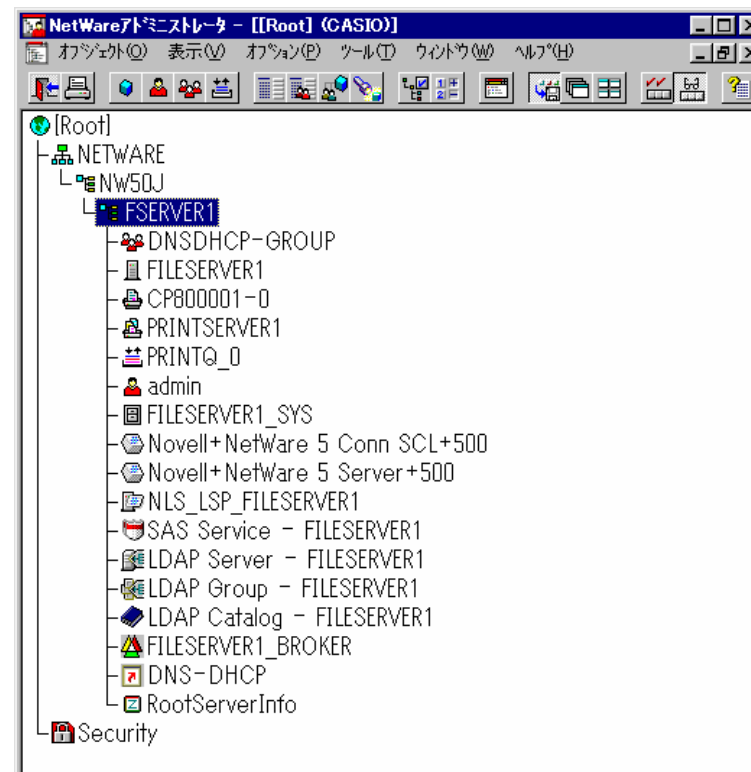 NetWareアドミニストレータ - [[Root] (CASIO)]
オブジェクト(O) 表示(V) オプション(P) ツール(T) ウィンドウ(W) ヘルプ(H)
[Root]
NETWARE
NW50J
FSERVER1
DNSDHCP-GROUP
FILESERVER1
CP800001-0
PRINTSERVER1
PRINTQ_0
admin
FILESERVER1_SYS
Novell+NetWare 5 Conn SCL+500
Novell+NetWare 5 Server+500
NLS_LSP_FILESERVER1
SAS Service - FILESERVER1
LDAP Server - FILESERVER1
LDAP Group - FILESERVER1
LDAP Catalog - FILESERVER1
FILESERVER1_BROKER
DNS-DHCP
RootServerInfo
Security